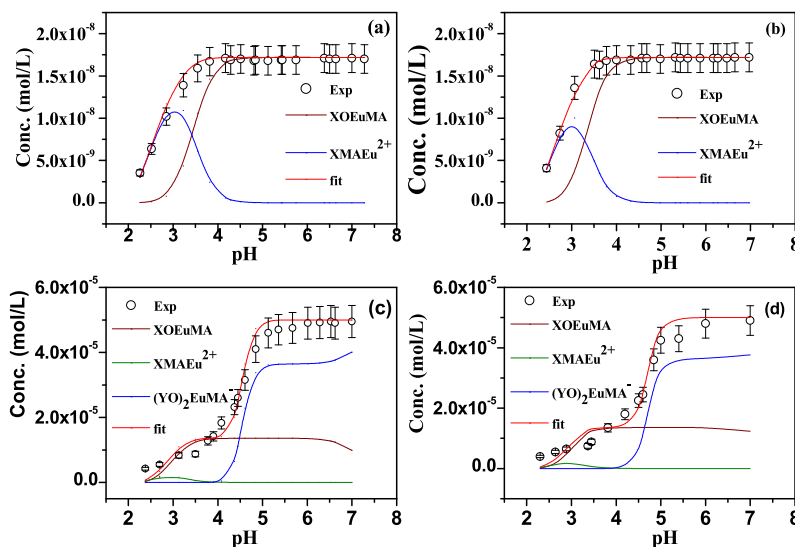 (a)
2.0x10⁻⁸
1.5x10⁻⁸
1.0x10⁻⁸
5.0x10⁻⁹
0.0
Conc. (mol/L)
Exp
XOEuMA
XMAEu²⁺
fit
2 3 4 5 6 7 8
pH
(b)
2.0x10⁻⁸
1.5x10⁻⁸
1.0x10⁻⁸
5.0x10⁻⁹
0.0
Conc. (mol/L)
Exp
XOEuMA
XMAEu²⁺
fit
2 3 4 5 6 7 8
pH
(c)
6.0x10⁻⁵
4.0x10⁻⁵
2.0x10⁻⁵
0.0
Conc. (mol/L)
Exp
XOEuMA
XMAEu²⁺
(YO)₂EuMA⁻
fit
2 3 4 5 6 7 8
pH
(d)
6.0x10⁻⁵
4.0x10⁻⁵
2.0x10⁻⁵
0.0
Conc. (mol/L)
Exp
XOEuMA
XMAEu²⁺
(YO)₂EuMA⁻
fit
2 3 4 5 6 7 8
pH